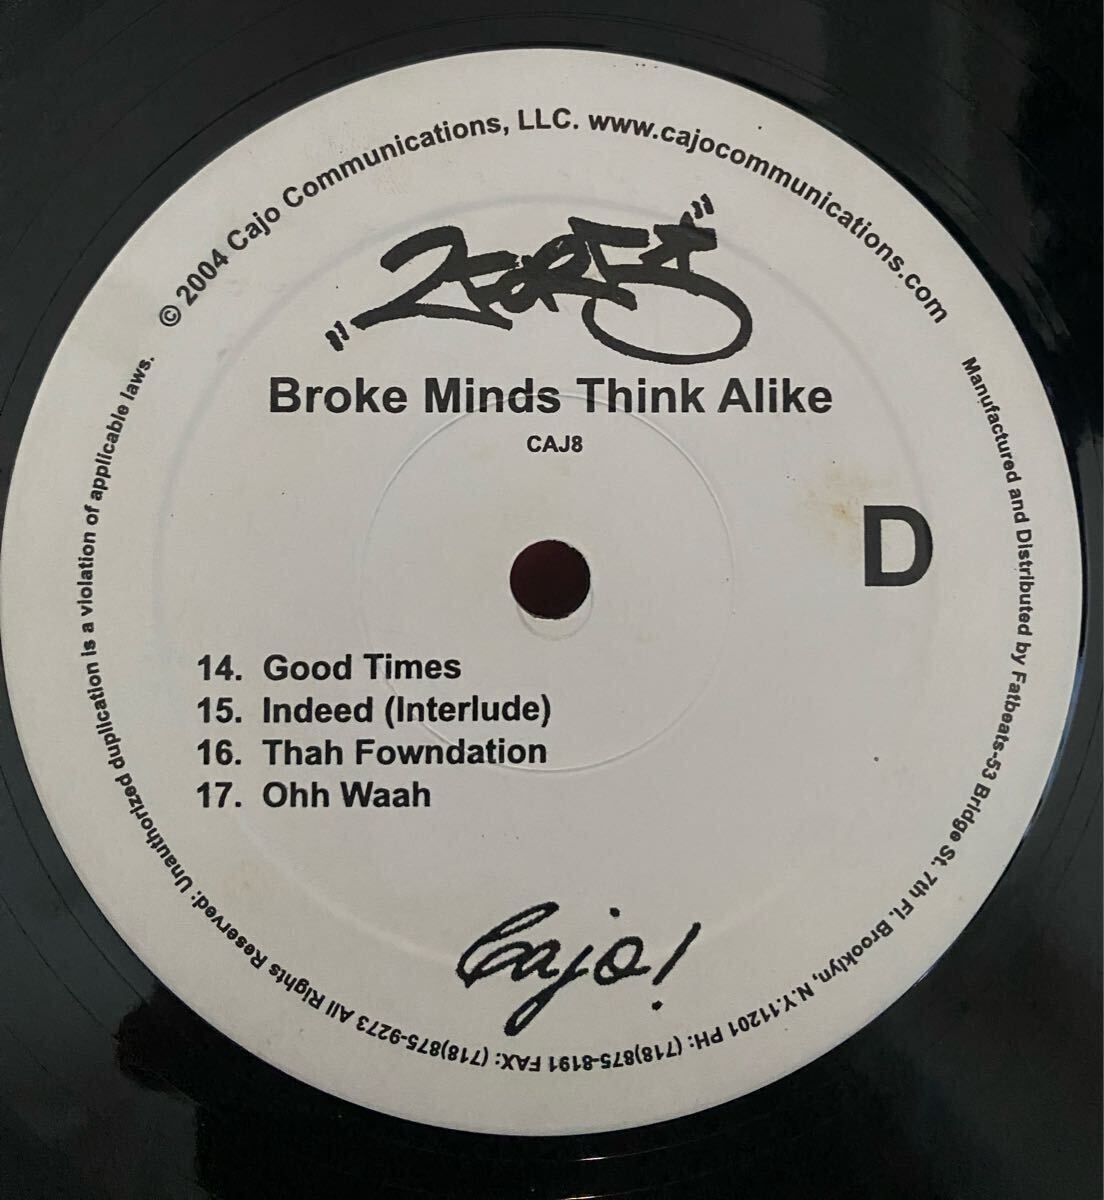 © 2004 Cajo Communications, LLC. www.cajocommunications.com
Broke Minds Think Alike
CAJ8
D
14. Good Times
15. Indeed (Interlude)
16. Thah Fowndation
17. Ohh Waah
Cajo!
Manufactured and Distributed by Fatbeats-53 Bridge St. 7th Fl. Brooklyn, N.Y.11201 PH: (718)875-8191 FAX: (718)875-9273 All Rights Reserved: Unauthorized duplication is a violation of applicable laws.